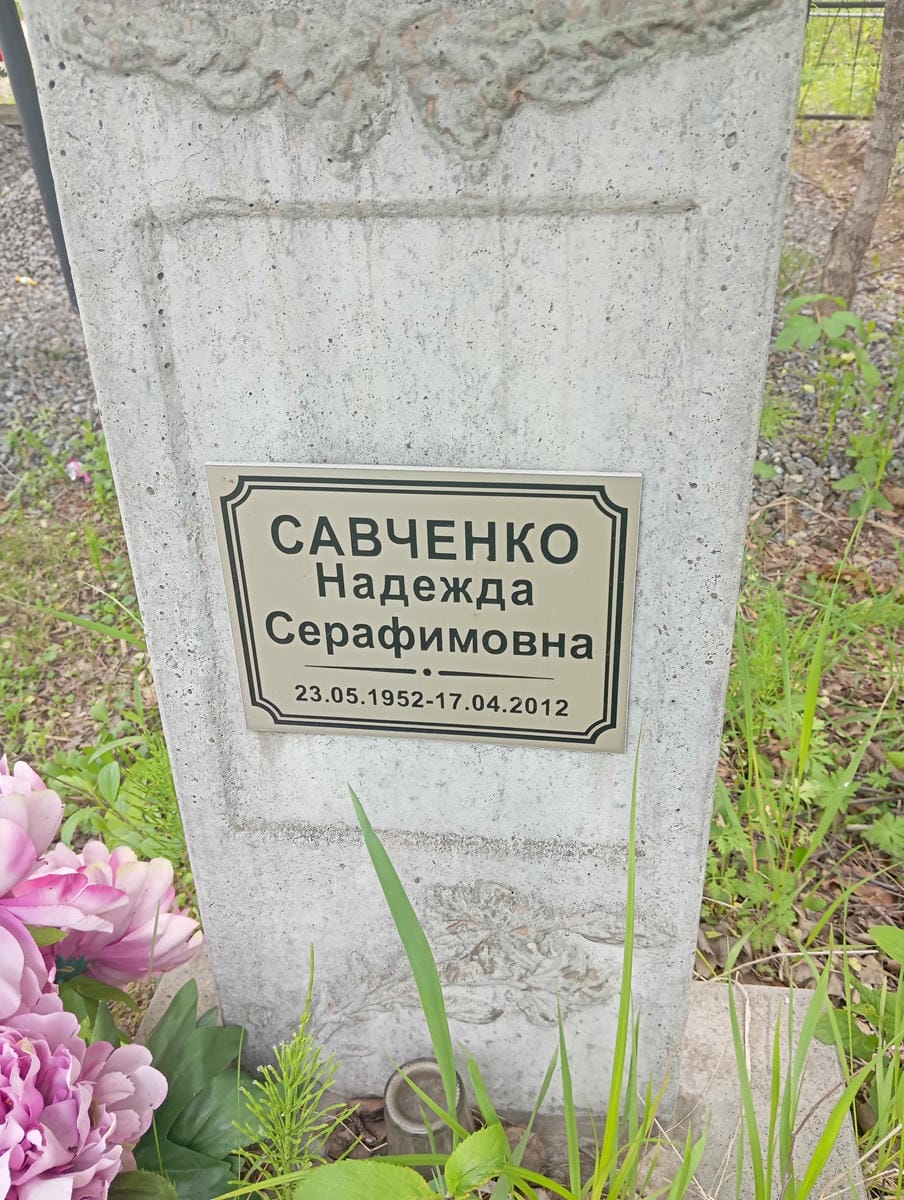 САВЧЕНКО
Надежда
Серафимовна
23.05.1952-17.04.2012